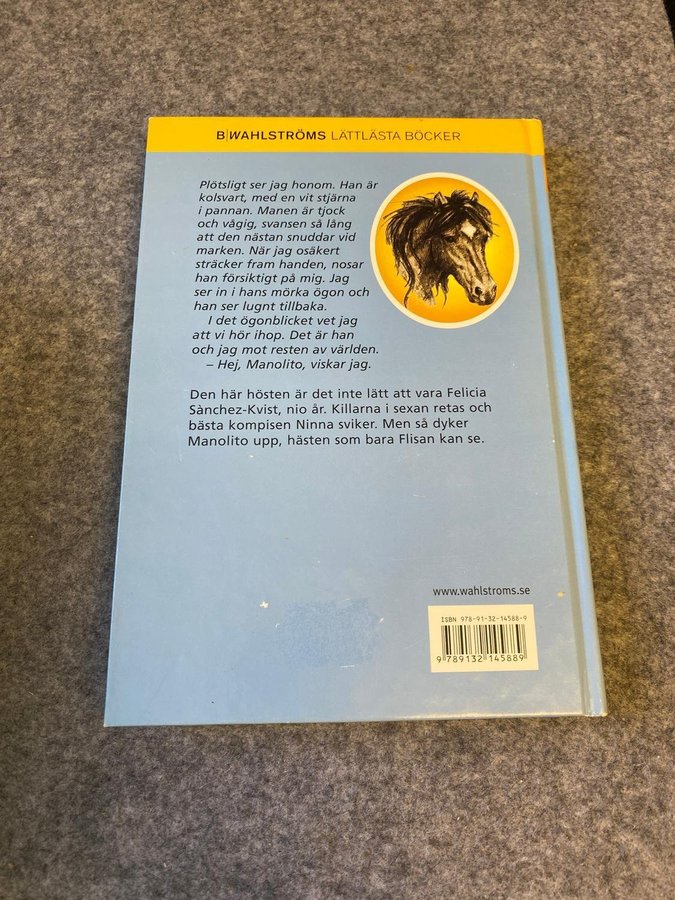 B|WAHLSTRÖMS LÄTTLÄSTA BÖCKER
Plötsligt ser jag honom. Han är
kolsvart, med en vit stjärna
i pannan. Manen är tjock
och vågig, svansen så lång
att den nästan snuddar vid
marken. När jag osäkert
sträcker fram handen, nosar
han försiktigt på mig. Jag
ser in i hans mörka ögon och
han ser lugnt tillbaka.
I det ögonblicket vet jag
att vi hör ihop. Det är han
och jag mot resten av världen.
– Hej, Manolito, viskar jag.
Den här hösten är det inte lätt att vara Felicia
Sànchez-Kvist, nio år. Killarna i sexan retas och
bästa kompisen Ninna sviker. Men så dyker
Manolito upp, hästen som bara Flisan kan se.
www.wahlstroms.se
ISBN 978-91-32-14588-9
9 789132 145889